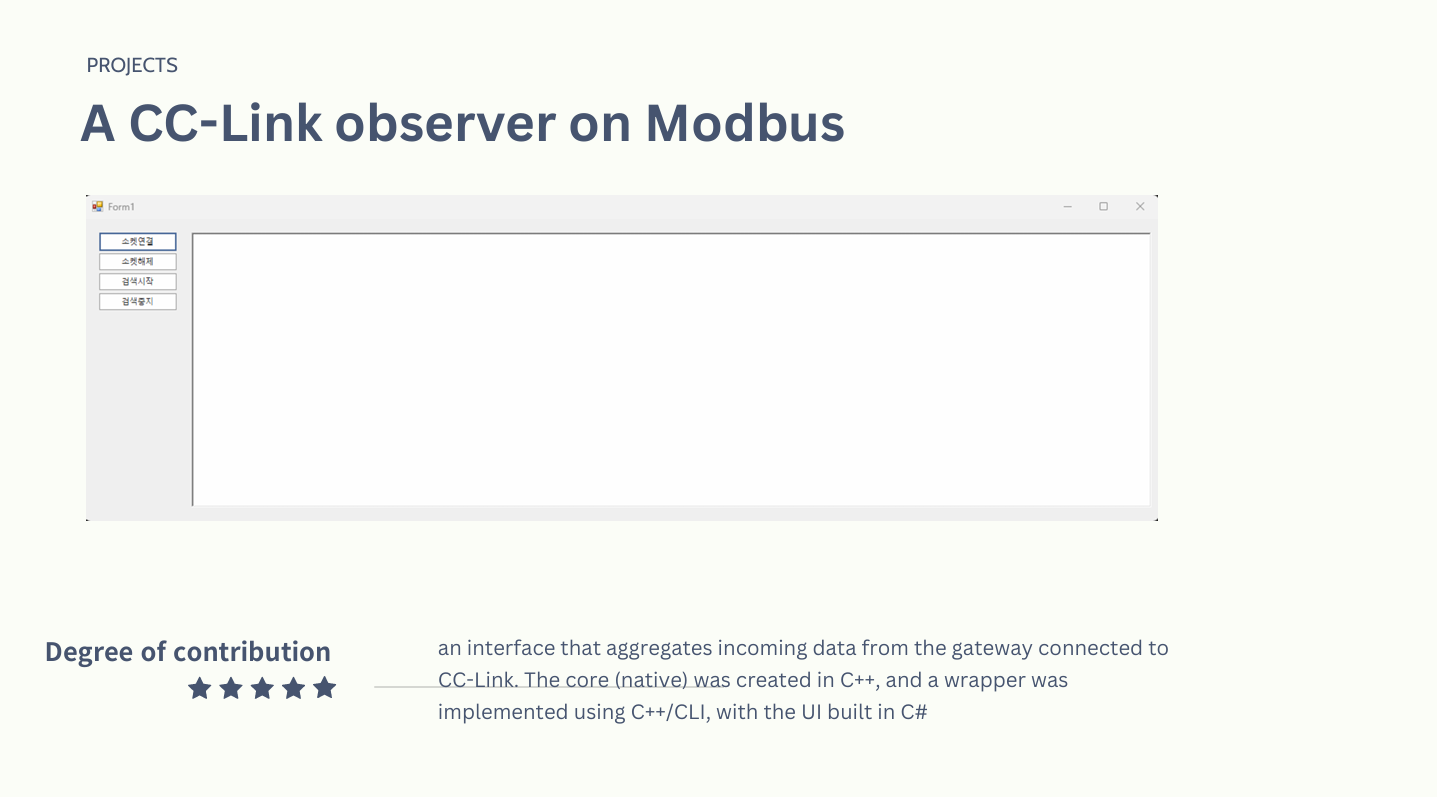 PROJECTS
A CC-Link observer on Modbus
Form1
소켓연결
소켓해제
검색시작
검색중지
Degree of contribution
an interface that aggregates incoming data from the gateway connected to
CC-Link. The core (native) was created in C++, and a wrapper was
implemented using C++/CLI, with the UI built in C#